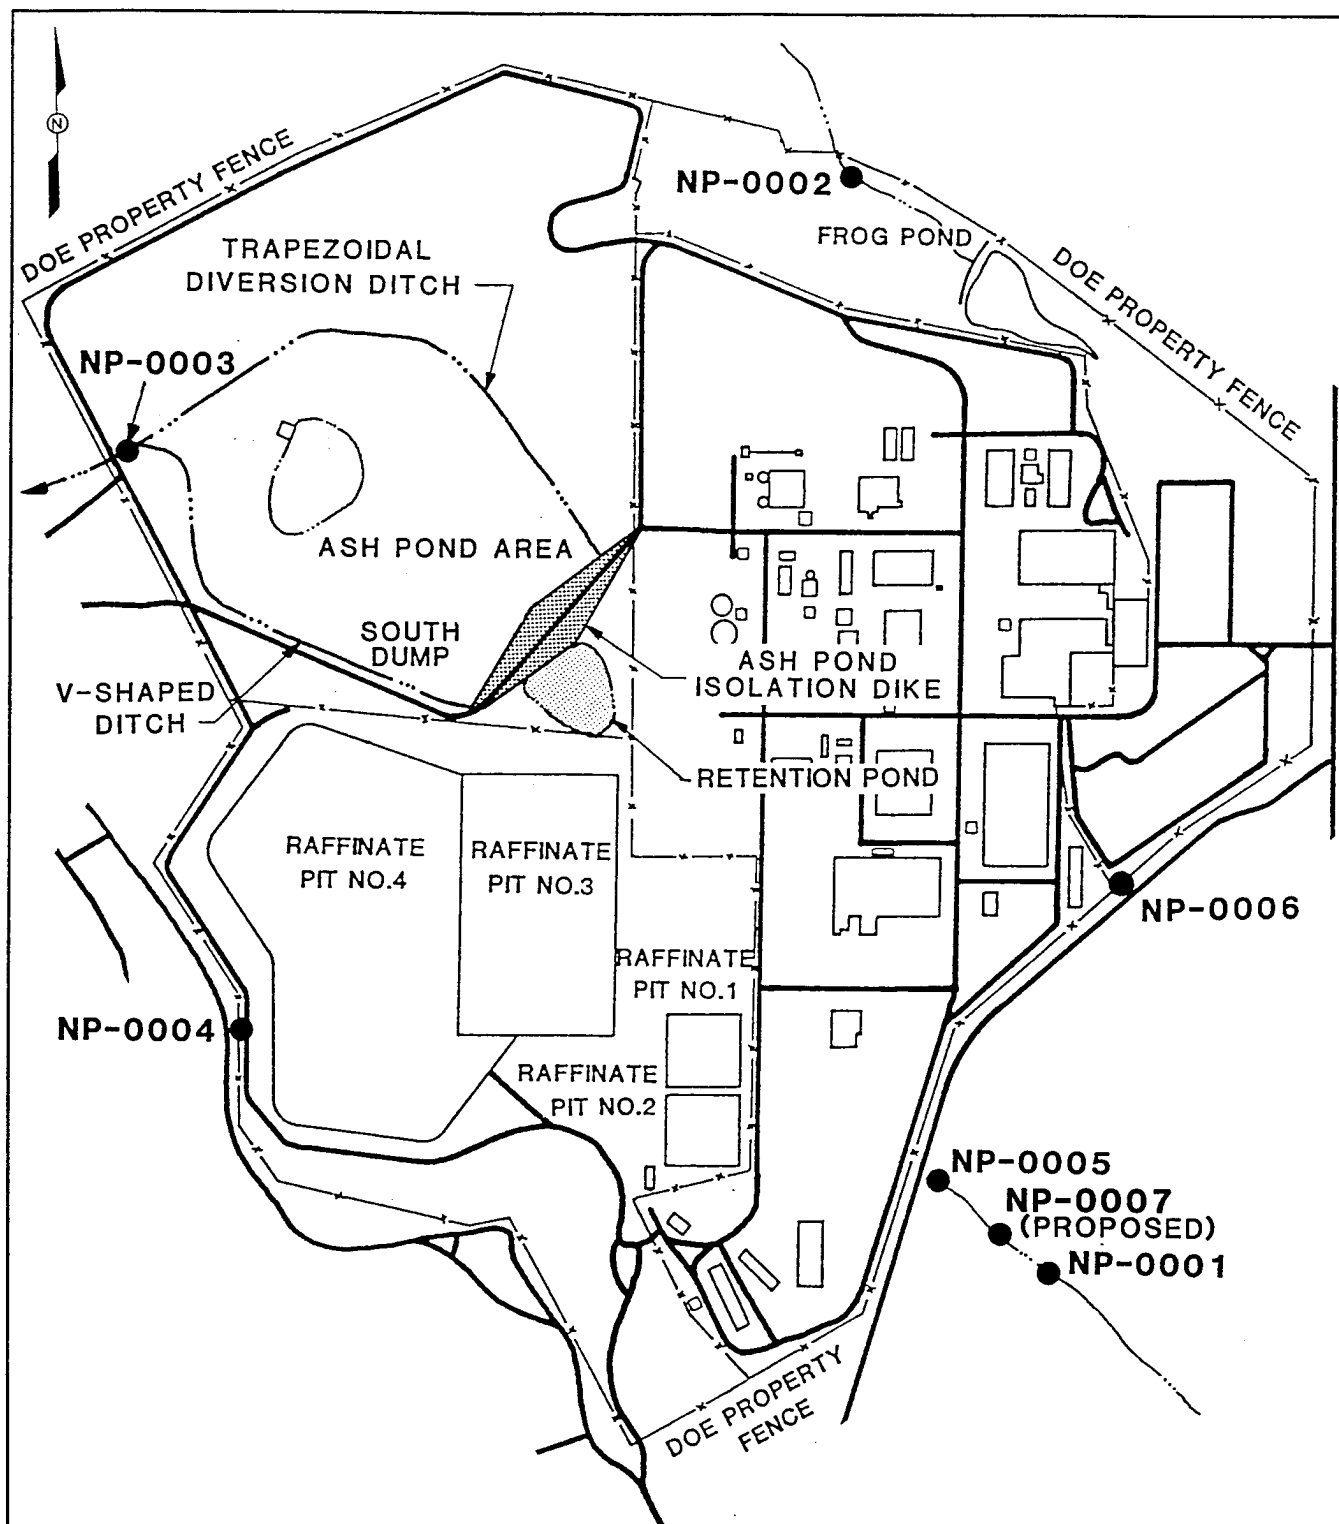 N
DOE PROPERTY FENCE
NP-0002
FROG POND
DOE PROPERTY FENCE
TRAPEZOIDAL
DIVERSION DITCH
NP-0003
ASH POND AREA
SOUTH
DUMP
ASH POND
ISOLATION DIKE
V-SHAPED
DITCH
RETENTION POND
RAFFINATE
PIT NO.4
RAFFINATE
PIT NO.3
NP-0006
RAFFINATE
PIT NO.1
NP-0004
RAFFINATE
PIT NO.2
NP-0005
NP-0007
(PROPOSED)
NP-0001
DOE PROPERTY
FENCE